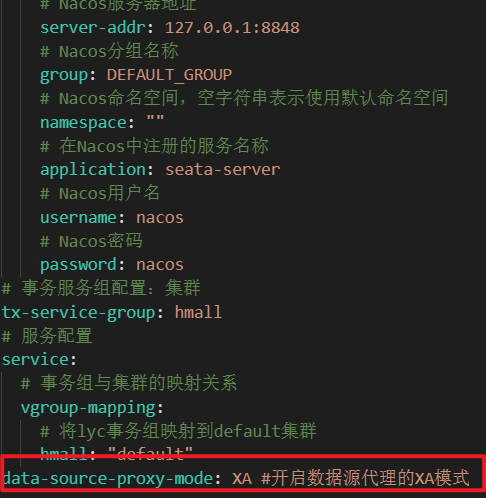 # Nacos服务器地址
server-addr: 127.0.0.1:8848
# Nacos分组名称
group: DEFAULT_GROUP
# Nacos命名空间，空字符串表示使用默认命名空间
namespace: ""
# 在Nacos中注册的服务名称
application: seata-server
# Nacos用户名
username: nacos
# Nacos密码
password: nacos
# 事务服务组配置：集群
tx-service-group: hmall
# 服务配置
service:
# 事务组与集群的映射关系
vgroup-mapping:
# 将lyc事务组映射到default集群
hmall: "default"
data-source-proxy-mode: XA #开启数据源代理的XA模式